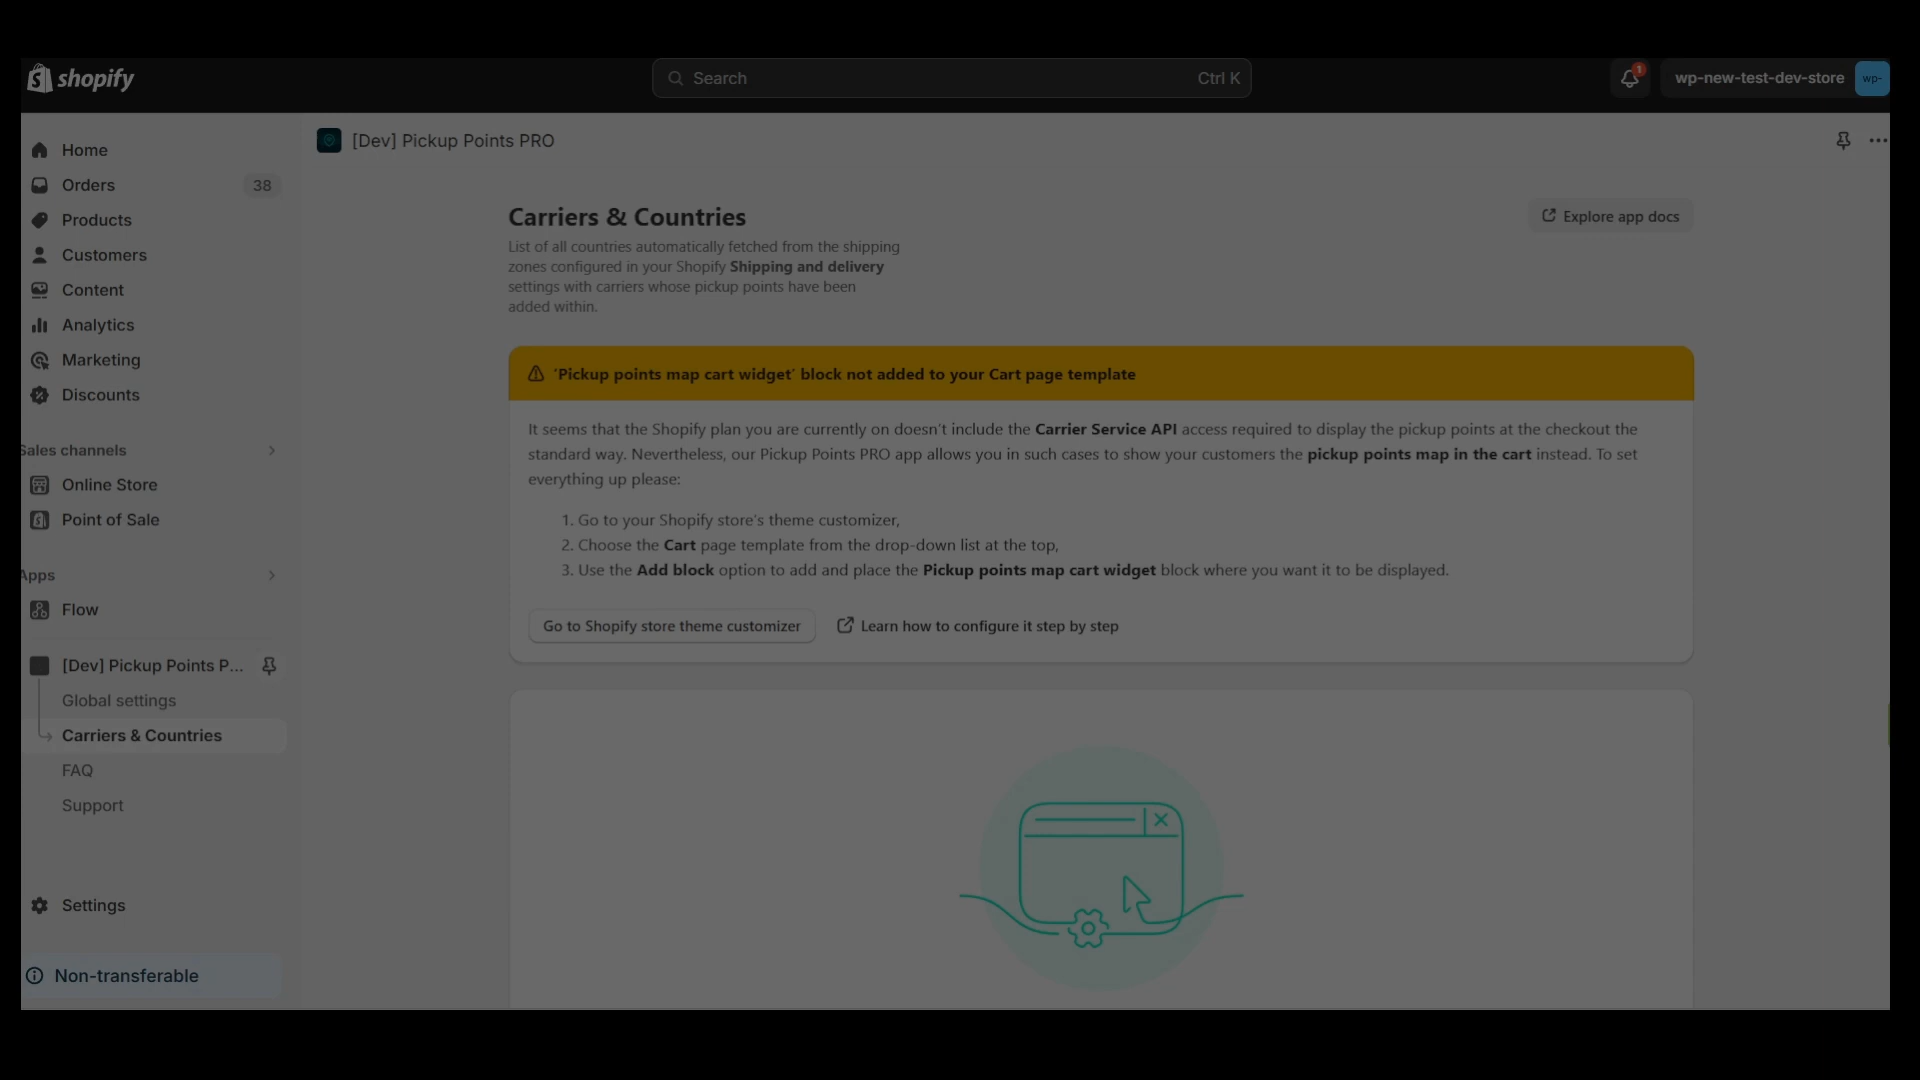 shopify
Search
Ctrl K
1
wp-new-test-dev-store
wp-
Home
Orders
38
Products
Customers
Content
Analytics
Marketing
Discounts
Sales channels
Online Store
Point of Sale
Apps
Flow
[Dev] Pickup Points P...
Global settings
Carriers & Countries
FAQ
Support
Settings
Non-transferable
[Dev] Pickup Points PRO
Carriers & Countries
Explore app docs
List of all countries automatically fetched from the shipping
zones configured in your Shopify Shipping and delivery
settings with carriers whose pickup points have been
added within.
'Pickup points map cart widget' block not added to your Cart page template
It seems that the Shopify plan you are currently on doesn't include the Carrier Service API access required to display the pickup points at the checkout the
standard way. Nevertheless, our Pickup Points PRO app allows you in such cases to show your customers the pickup points map in the cart instead. To set
everything up please:
1. Go to your Shopify store's theme customizer,
2. Choose the Cart page template from the drop-down list at the top,
3. Use the Add block option to add and place the Pickup points map cart widget block where you want it to be displayed.
Go to Shopify store theme customizer
Learn how to configure it step by step